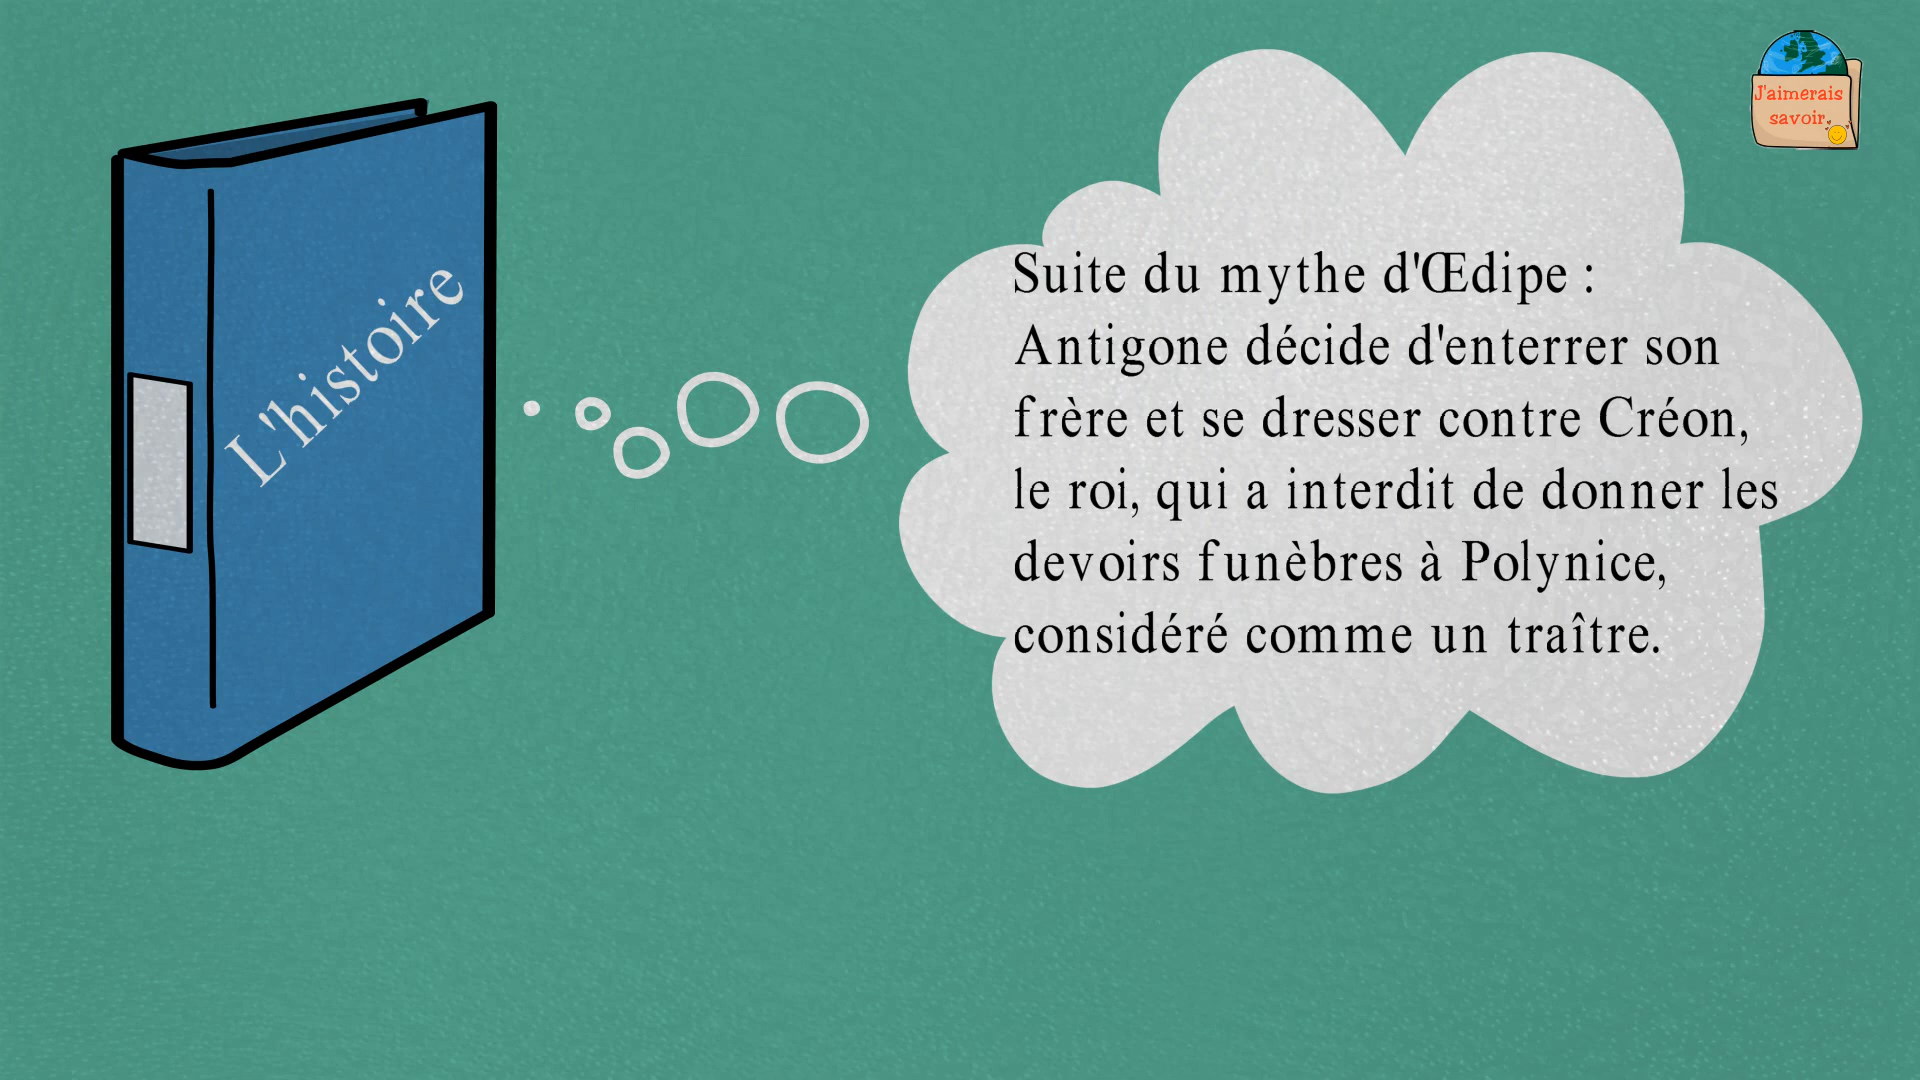 J'aimerais
savoir
L'histoire
Suite du mythe d'Œdipe :
Antigone décide d'enterrer son
frère et se dresser contre Créon,
le roi, qui a interdit de donner les
devoirs funèbres à Polynice,
considéré comme un traître.